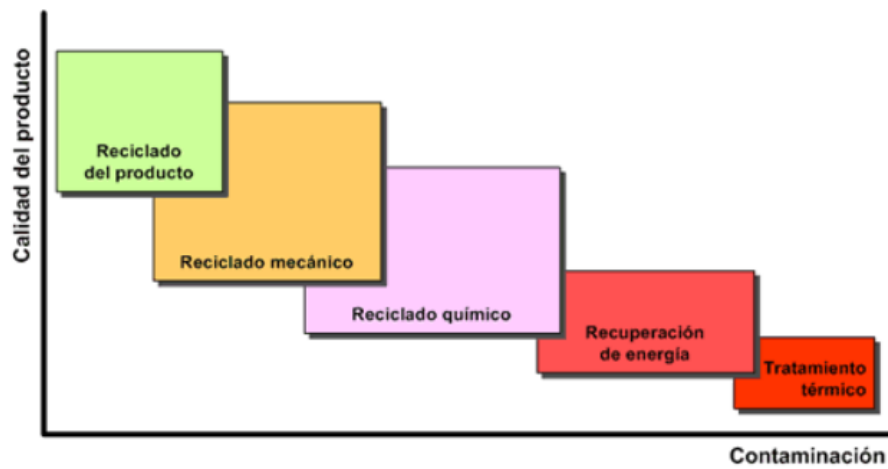 Calidad del producto
Reciclado
del producto
Reciclado mecánico
Reciclado químico
Recuperación
de energía
Tratamiento
térmico
Contaminación